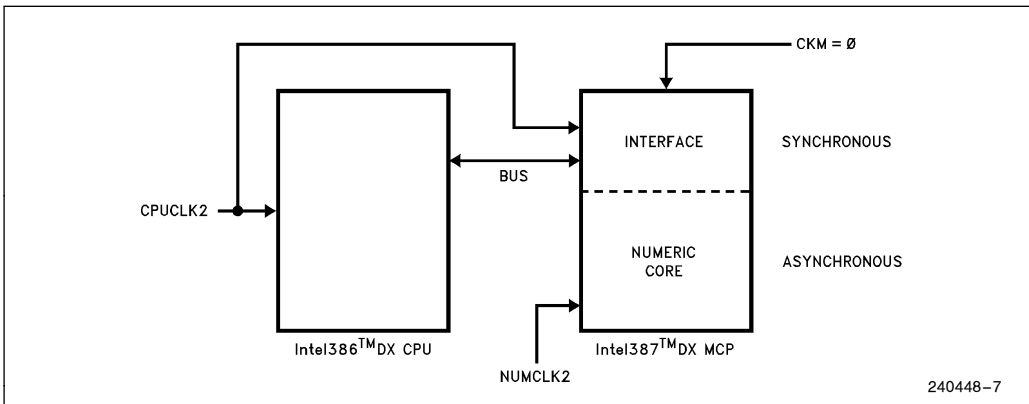 CKM = Ø
INTERFACE
SYNCHRONOUS
BUS
CPUCLK2
NUMERIC
CORE
ASYNCHRONOUS
Intel386™DX CPU
Intel387™DX MCP
NUMCLK2
240448–7